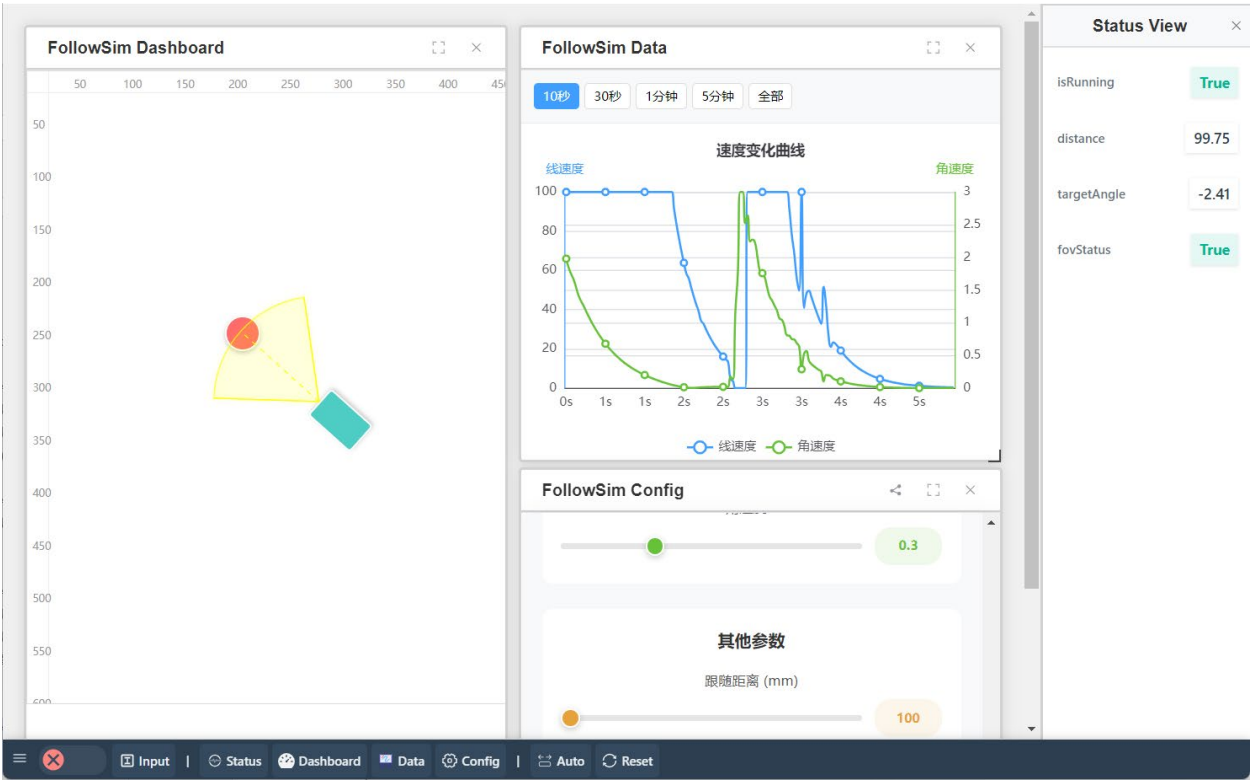 FollowSim Dashboard
50 100 150 200 250 300 350 400 45
50
100
150
200
250
300
350
400
450
500
550
600
FollowSim Data
10秒 30秒 1分钟 5分钟 全部
速度变化曲线
线速度 角速度
100 3
2.5
80
2
60
1.5
40
1
20
0.5
0 0
0s 1s 1s 2s 2s 3s 3s 4s 4s 5s
线速度 角速度
FollowSim Config
0.3
其他参数
跟随距离 (mm)
100
Status View
isRunning True
distance 99.75
targetAngle -2.41
fovStatus True
Input | Status Dashboard Data Config | Auto Reset